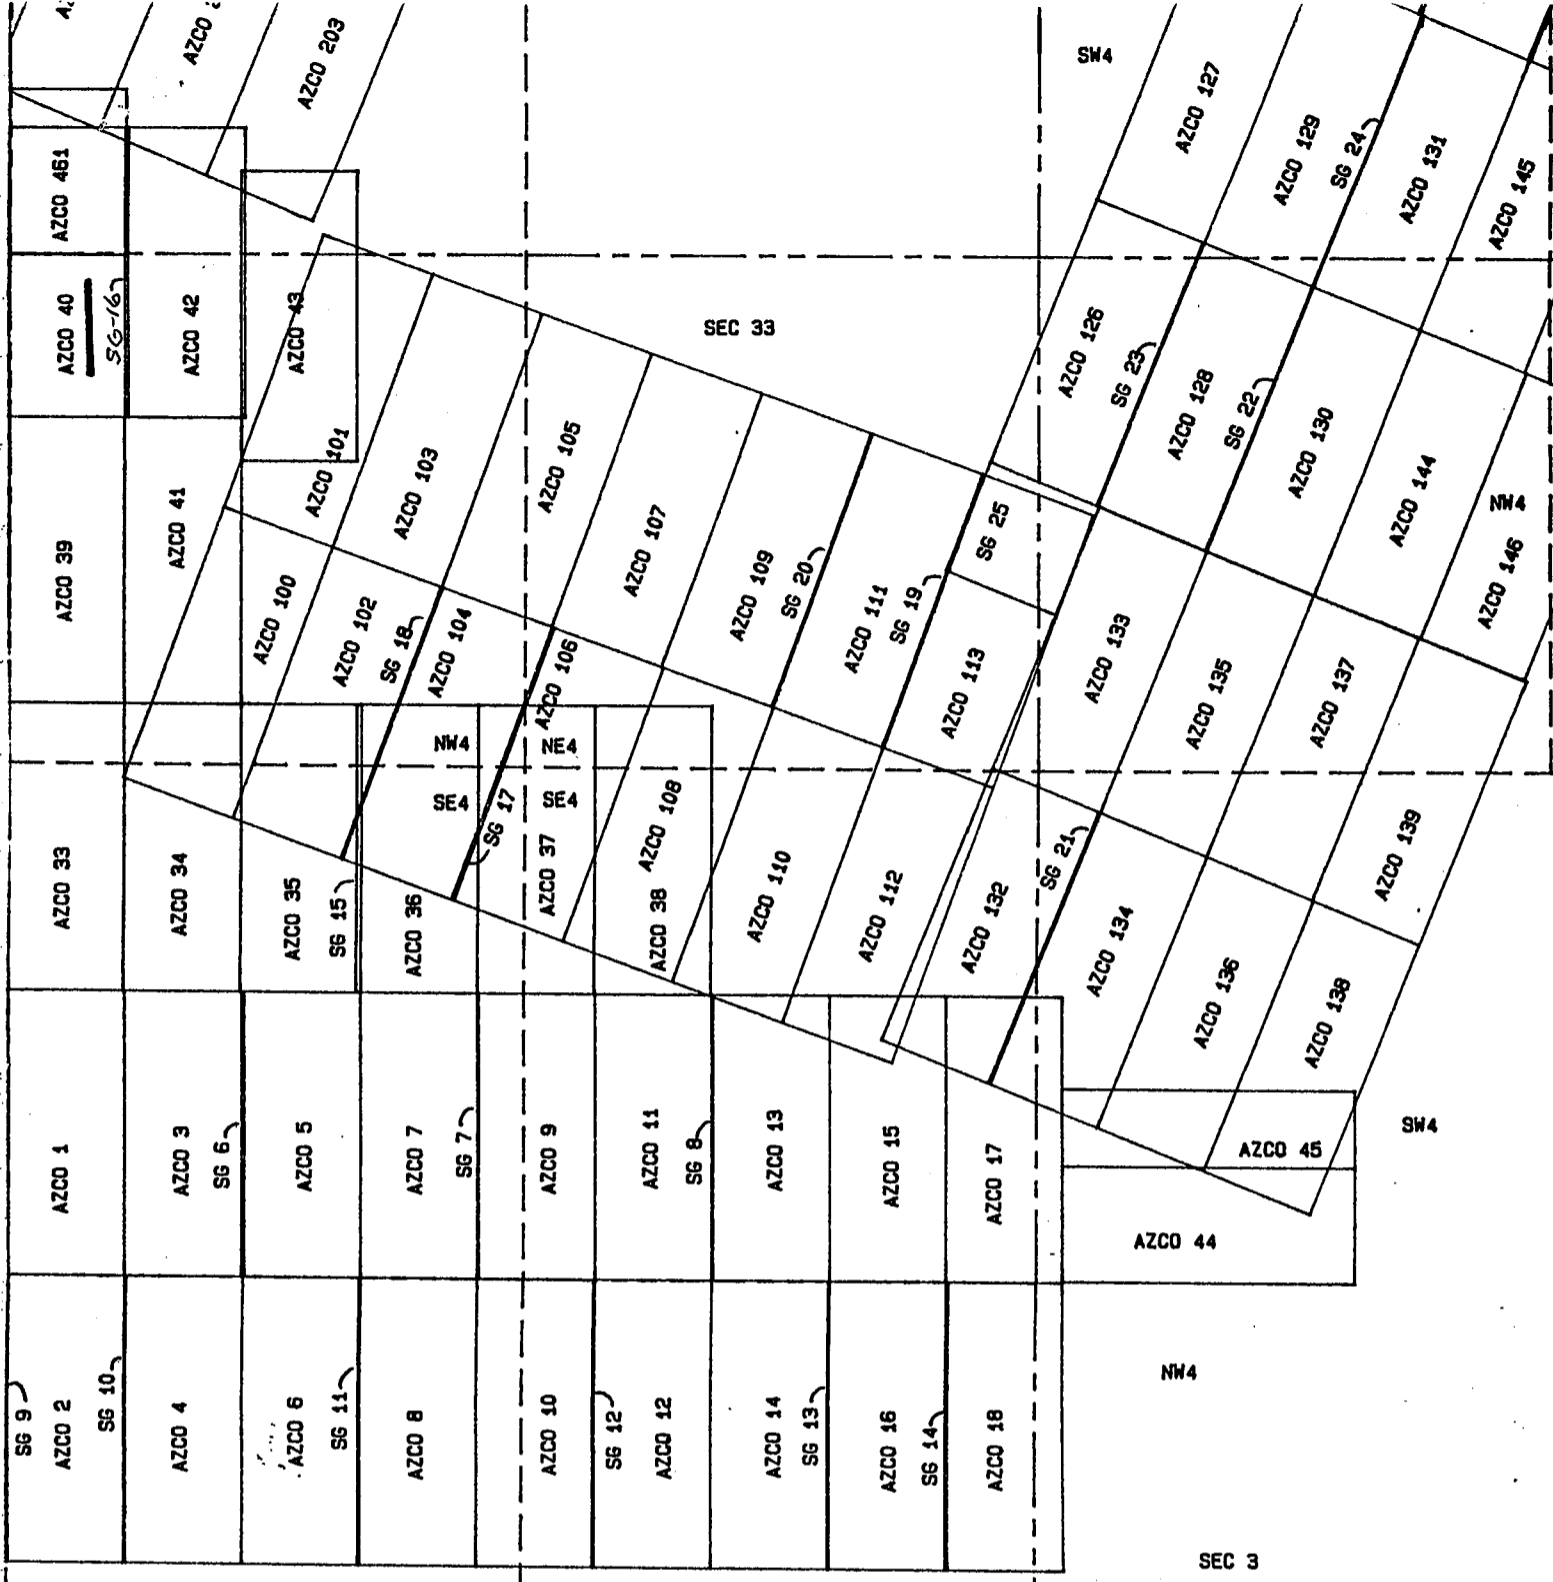 AZCO 203
SW4
AZCO 127
AZCO 129
SG 24
AZCO 131
AZCO 145
AZCO 461
AZCO 40
SG-16
AZCO 42
AZCO 43
SEC 33
AZCO 126
SG 23
AZCO 128
SG 22
AZCO 130
AZCO 144
NW4
AZCO 146
AZCO 39
AZCO 41
AZCO 101
AZCO 103
AZCO 105
AZCO 107
AZCO 109
SG 20
AZCO 111
SG 19
SG 25
AZCO 113
AZCO 133
AZCO 135
AZCO 137
AZCO 139
AZCO 100
AZCO 102
SG 18
AZCO 104
AZCO 106
NW4
NE4
SE4
SE4
SG 17
AZCO 108
AZCO 110
AZCO 112
AZCO 132
SG 21
AZCO 134
AZCO 136
AZCO 138
AZCO 33
AZCO 34
AZCO 35
SG 15
AZCO 36
AZCO 37
AZCO 38
AZCO 1
AZCO 3
SG 6
AZCO 5
AZCO 7
SG 7
AZCO 9
AZCO 11
SG 8
AZCO 13
AZCO 15
AZCO 17
AZCO 45
SW4
AZCO 44
NW4
SG 9
AZCO 2
SG 10
AZCO 4
AZCO 6
SG 11
AZCO 8
AZCO 10
SG 12
AZCO 12
AZCO 14
SG 13
AZCO 16
SG 14
AZCO 18
SEC 3